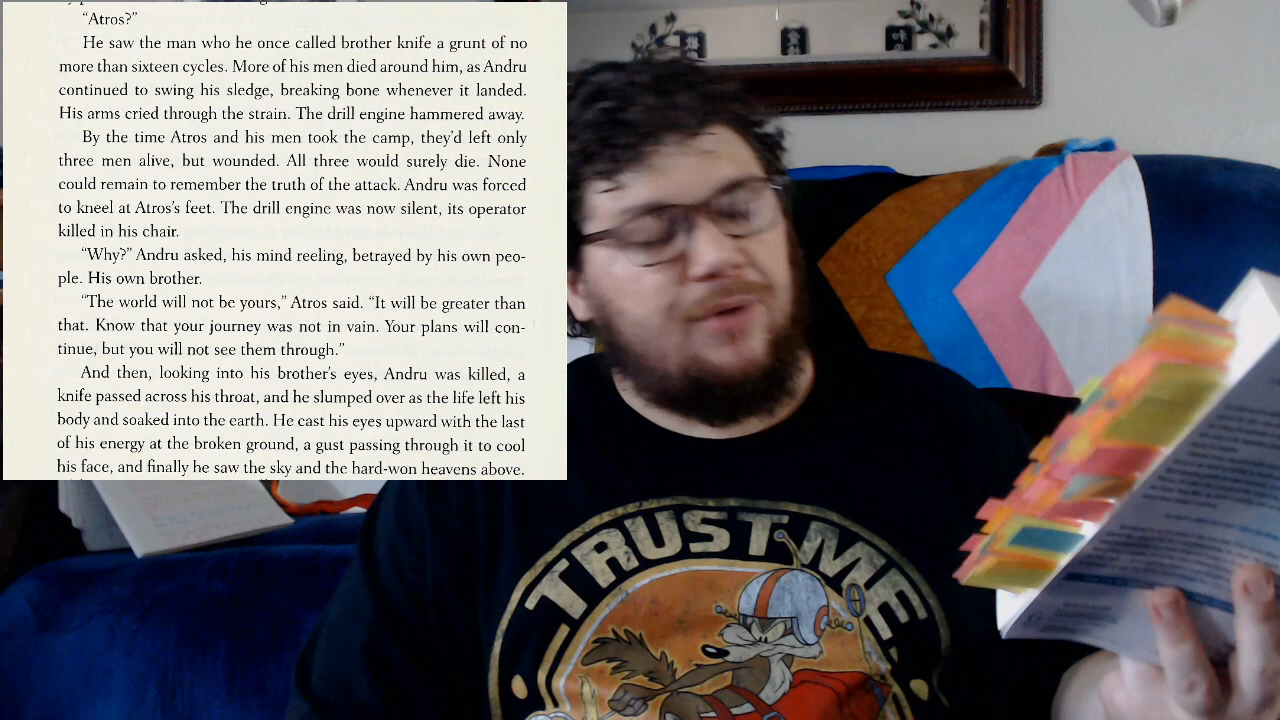 "Atros?"
He saw the man who he once called brother knife a grunt of no
more than sixteen cycles. More of his men died around him, as Andru
continued to swing his sledge, breaking bone whenever it landed.
His arms cried through the strain. The drill engine hammered away.
By the time Atros and his men took the camp, they'd left only
three men alive, but wounded. All three would surely die. None
could remain to remember the truth of the attack. Andru was forced
to kneel at Atros's feet. The drill engine was now silent, its operator
killed in his chair.
"Why?" Andru asked, his mind reeling, betrayed by his own peo-
ple. His own brother.
"The world will not be yours," Atros said. "It will be greater than
that. Know that your journey was not in vain. Your plans will con-
tinue, but you will not see them through."
And then, looking into his brother's eyes, Andru was killed, a
knife passed across his throat, and he slumped over as the life left his
body and soaked into the earth. He cast his eyes upward with the last
of his energy at the broken ground, a gust passing through it to cool
his face, and finally he saw the sky and the hard-won heavens above.
TRUST ME